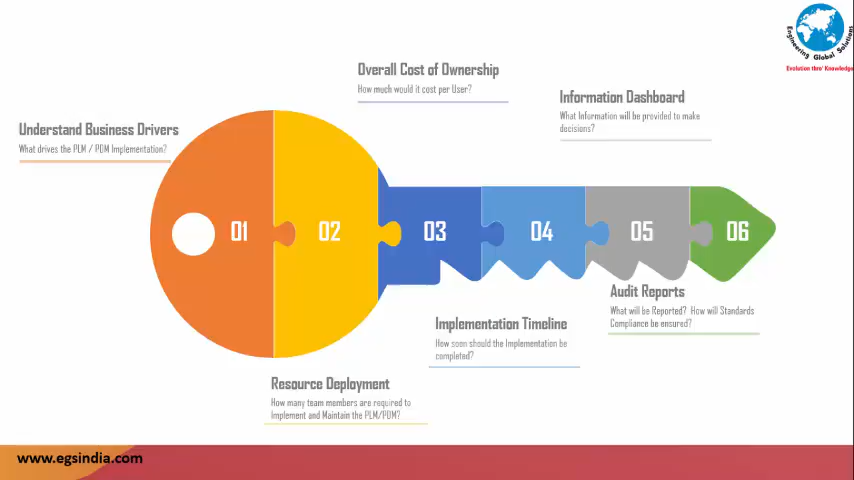 Engineering Global Solutions
'Evolution thro' Knowledge'
Overall Cost of Ownership
How much would it cost per User?
Information Dashboard
What Information will be provided to make
decisions?
Understand Business Drivers
What drives the PLM / PDM Implementation?
01
02
03
04
05
06
Audit Reports
What will be Reported? How will Standards
Compliance be ensured?
Implementation Timeline
How soon should the Implementation be
completed?
Resource Deployment
How many team members are required to
Implement and Maintain the PLM/PDM?
www.egsindia.com